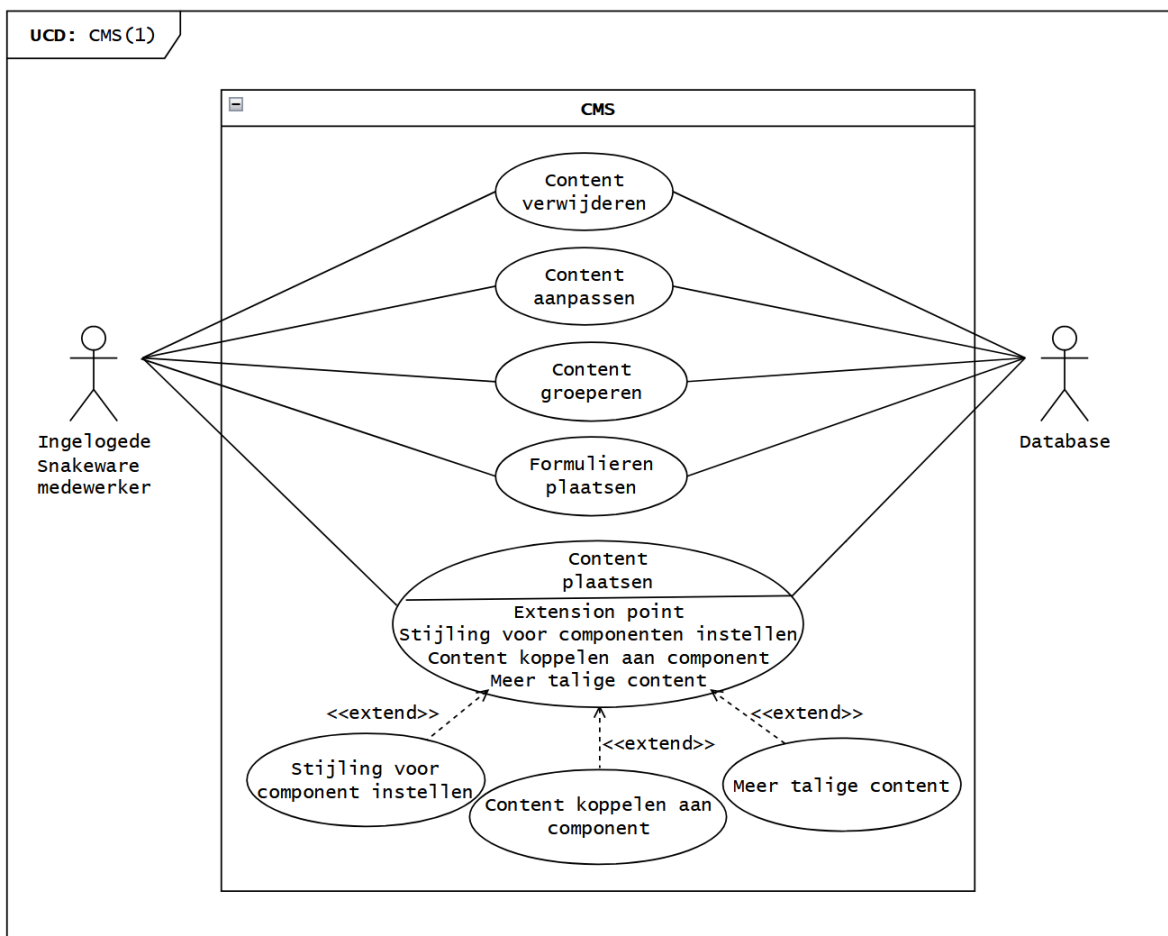 UCD: CMS(1)
CMS
Content
verwijderen
Content
aanpassen
Content
groeperen
Formulieren
plaatsen
Ingelogede
Snakeware
medewerker
Database
Content
plaatsen
Extension point
Stijling voor componenten instellen
Content koppelen aan component
Meer talige content
<<extend>>
<<extend>>
<<extend>>
Stijling voor
component instellen
Content koppelen aan
component
Meer talige content